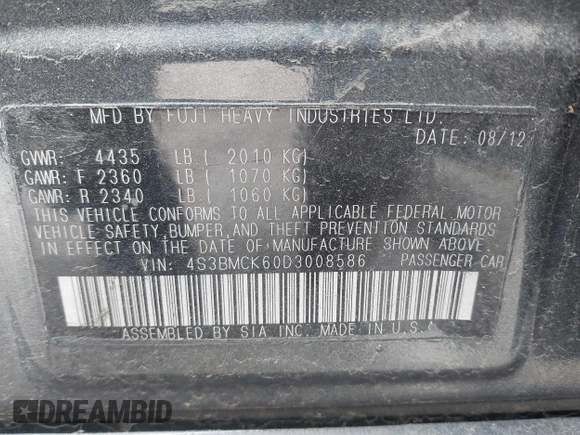 MFD BY FUJI HEAVY INDUSTRIES LTD.
DATE: 08/12
GVWR: 4435 LB ( 2010 KG)
GAWR: F 2360 LB ( 1070 KG)
GAWR: R 2340 LB ( 1060 KG)
THIS VEHICLE CONFORMS TO ALL APPLICABLE FEDERAL MOTOR
VEHICLE SAFETY, BUMPER, AND THEFT PREVENTION STANDARDS
IN EFFECT ON THE DATE OF MANUFACTURE SHOWN ABOVE.
VIN: 4S3BMCK60D3008586 PASSENGER CAR
ASSEMBLED BY SIA INC. MADE IN U.S.A
DREAMBID